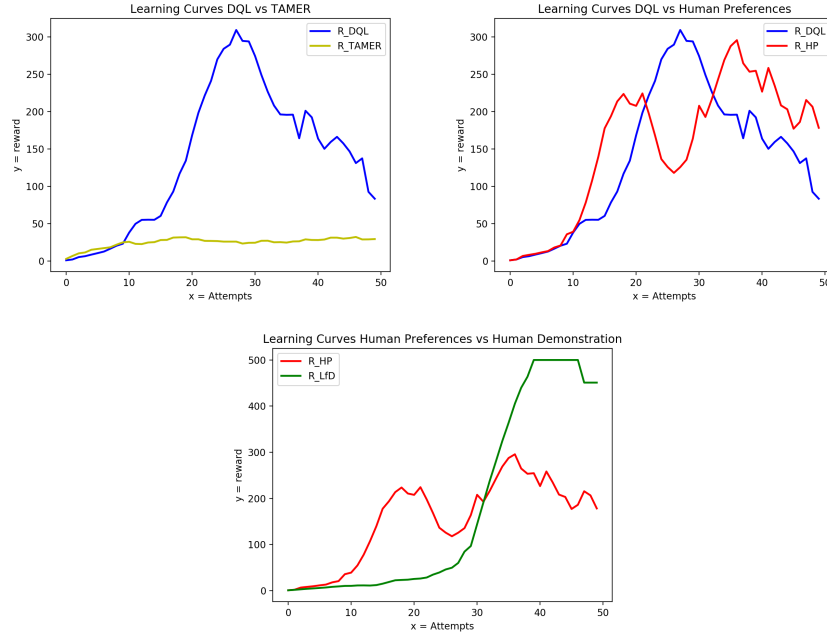 Learning Curves DQL vs TAMER
R_DQL
R_TAMER
300
250
200
150
100
50
0
y = reward
0 10 20 30 40 50
x = Attempts
Learning Curves DQL vs Human Preferences
R_DQL
R_HP
300
250
200
150
100
50
0
y = reward
0 10 20 30 40 50
x = Attempts
Learning Curves Human Preferences vs Human Demonstration
R_HP
R_LfD
500
400
300
200
100
0
y = reward
0 10 20 30 40 50
x = Attempts